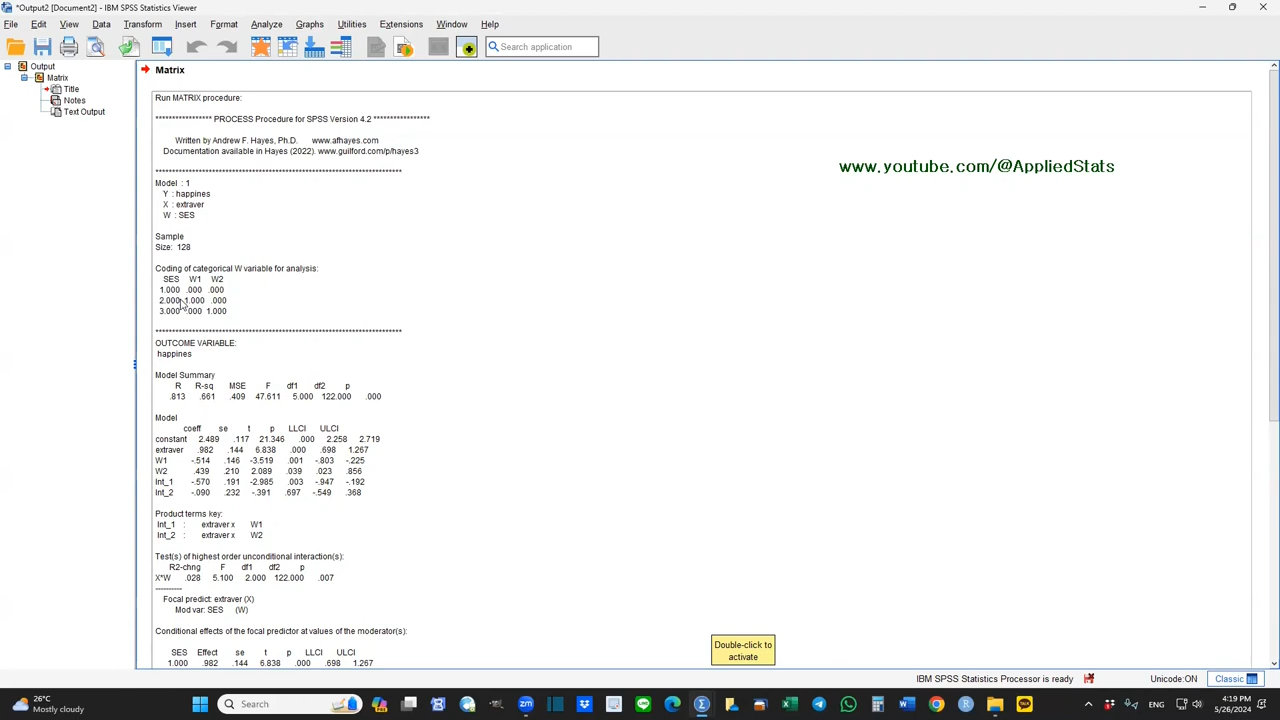 *Output2 [Document2] - IBM SPSS Statistics Viewer
File Edit View Data Transform Insert Format Analyze Graphs Utilities Extensions Window Help
Search application
Output
Matrix
Title
Notes
Text Output
Matrix
www.youtube.com/@AppliedStats
Run MATRIX procedure:
**************** PROCESS Procedure for SPSS Version 4.2 ****************
Written by Andrew F. Hayes, Ph.D. www.afhayes.com
Documentation available in Hayes (2022). www.guilford.com/p/hayes3
**************************************************************************
Model : 1
Y : happines
X : extraver
W : SES
Sample
Size: 128
Coding of categorical W variable for analysis:
SES W1 W2
1.000 .000 .000
2.000 1.000 .000
3.000 .000 1.000
**************************************************************************
OUTCOME VARIABLE:
happines
Model Summary
R R-sq MSE F df1 df2 p
.813 .661 .409 47.611 5.000 122.000 .000
Model
coeff se t p LLCI ULCI
constant 2.489 .117 21.346 .000 2.258 2.719
extraver .982 .144 6.838 .000 .698 1.267
W1 -.514 .146 -3.519 .001 -.803 -.225
W2 .439 .210 2.089 .039 .023 .856
Int_1 -.570 .191 -2.985 .003 -.947 -.192
Int_2 -.090 .232 -.391 .697 -.549 .368
Product terms key:
Int_1 : extraver x W1
Int_2 : extraver x W2
Test(s) of highest order unconditional interaction(s):
R2-chng F df1 df2 p
X*W .028 5.100 2.000 122.000 .007
----------
Focal predict: extraver (X)
Mod var: SES (W)
Conditional effects of the focal predictor at values of the moderator(s):
SES Effect se t p LLCI ULCI
1.000 .982 .144 6.838 .000 .698 1.267
Double-click to
activate
IBM SPSS Statistics Processor is ready Unicode:ON Classic
26°C
Mostly cloudy
Search
ENG
4:19 PM
5/26/2024